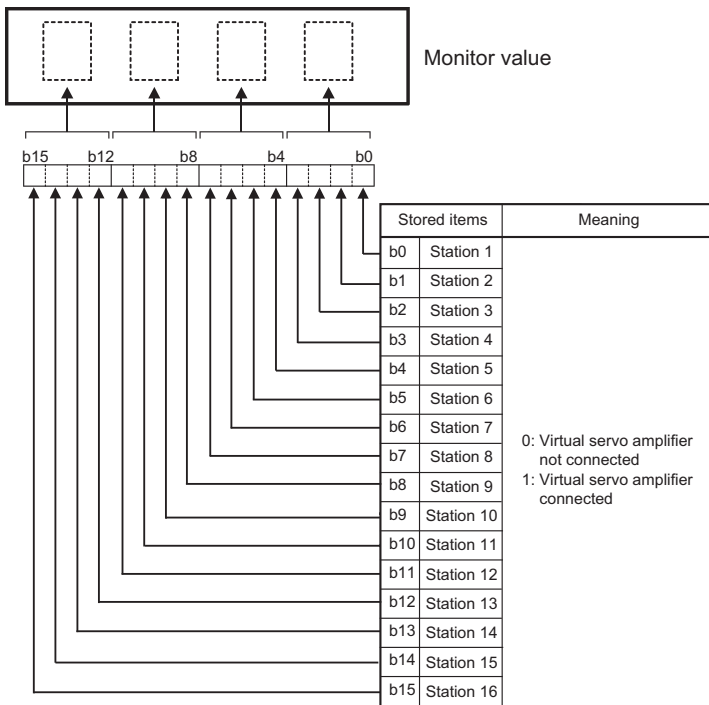 Monitor value
b15 b12 b8 b4 b0
Stored items Meaning
b0 Station 1
b1 Station 2
b2 Station 3
b3 Station 4
b4 Station 5
b5 Station 6
b6 Station 7
b7 Station 8
b8 Station 9
b9 Station 10
b10 Station 11
b11 Station 12
b12 Station 13
b13 Station 14
b14 Station 15
b15 Station 16
0: Virtual servo amplifier
not connected
1: Virtual servo amplifier
connected